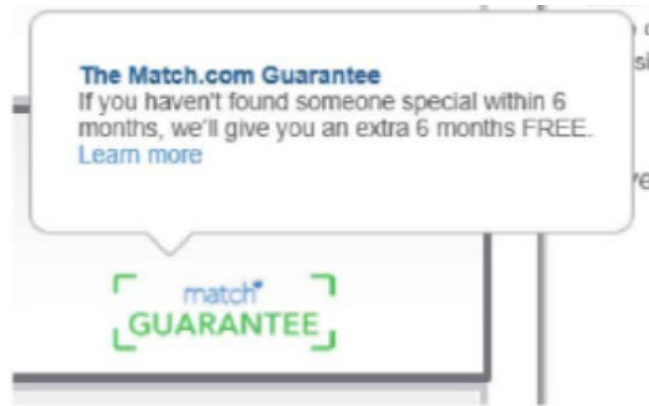 The Match.com Guarantee
If you haven't found someone special within 6
months, we'll give you an extra 6 months FREE.
Learn more
match
GUARANTEE